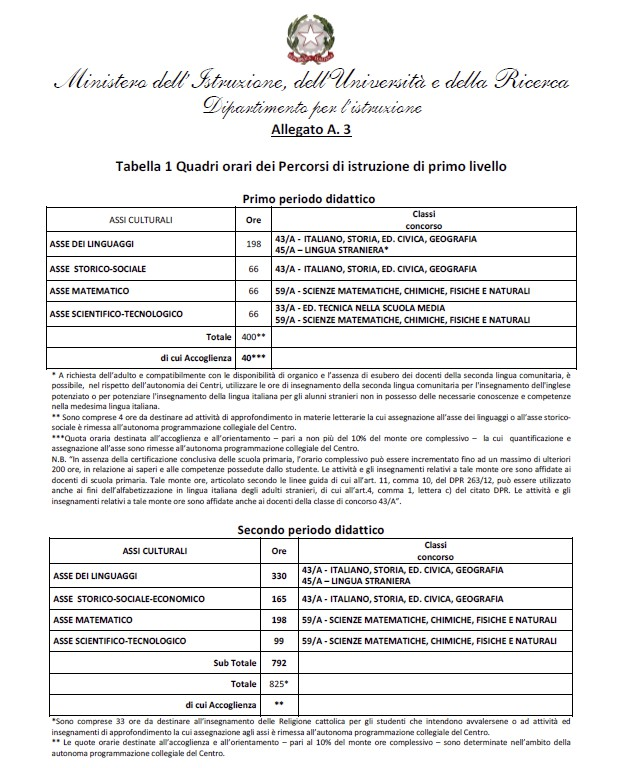 Ministero dell'Istruzione, dell'Università e della Ricerca
Dipartimento per l'istruzione
Allegato A. 3
Tabella 1 Quadri orari dei Percorsi di istruzione di primo livello
Primo periodo didattico
ASSI CULTURALI Ore Classi concorso
ASSE DEI LINGUAGGI 198 43/A - ITALIANO, STORIA, ED. CIVICA, GEOGRAFIA
45/A – LINGUA STRANIERA*
ASSE STORICO-SOCIALE 66 43/A - ITALIANO, STORIA, ED. CIVICA, GEOGRAFIA
ASSE MATEMATICO 66 59/A - SCIENZE MATEMATICHE, CHIMICHE, FISICHE E NATURALI
ASSE SCIENTIFICO-TECNOLOGICO 66 33/A - ED. TECNICA NELLA SCUOLA MEDIA
59/A - SCIENZE MATEMATICHE, CHIMICHE, FISICHE E NATURALI
Totale 400**
di cui Accoglienza 40***
* A richiesta dell'adulto e compatibilmente con le disponibilità di organico e l'assenza di esubero dei docenti della seconda lingua comunitaria, è
possibile, nel rispetto dell'autonomia dei Centri, utilizzare le ore di insegnamento della seconda lingua comunitaria per l'insegnamento dell'inglese
potenziato o per potenziare l'insegnamento della lingua italiana per gli alunni stranieri non in possesso delle necessarie conoscenze e competenze
nella medesima lingua italiana.
** Sono comprese 4 ore da destinare ad attività di approfondimento in materie letterarie la cui assegnazione all'asse dei linguaggi o all'asse storico-
sociale è rimessa all'autonoma programmazione collegiale del Centro.
***Quota oraria destinata all'accoglienza e all'orientamento – pari a non più del 10% del monte ore complessivo – la cui quantificazione e
assegnazione all'asse sono rimesse all'autonoma programmazione collegiale del Centro.
N.B. "In assenza della certificazione conclusiva della scuola primaria, l'orario complessivo può essere incrementato fino ad un massimo di ulteriori
200 ore, in relazione ai saperi e alle competenze possedute dallo studente. Le attività e gli insegnamenti relativi a tale monte ore sono affidate ai
docenti di scuola primaria. Tale monte ore, articolato secondo le linee guida di cui all'art. 11, comma 10, del DPR 263/12, può essere utilizzato
anche ai fini dell'alfabetizzazione in lingua italiana degli adulti stranieri, di cui all'art.4, comma 1, lettera c) del citato DPR. Le attività e gli
insegnamenti relativi a tale monte ore sono affidate anche ai docenti della classe di concorso 43/A".
Secondo periodo didattico
ASSI CULTURALI Ore Classi concorso
ASSE DEI LINGUAGGI 330 43/A - ITALIANO, STORIA, ED. CIVICA, GEOGRAFIA
45/A – LINGUA STRANIERA
ASSE STORICO-SOCIALE-ECONOMICO 165 43/A - ITALIANO, STORIA, ED. CIVICA, GEOGRAFIA
ASSE MATEMATICO 198 59/A - SCIENZE MATEMATICHE, CHIMICHE, FISICHE E NATURALI
ASSE SCIENTIFICO-TECNOLOGICO 99 59/A - SCIENZE MATEMATICHE, CHIMICHE, FISICHE E NATURALI
Sub Totale 792
Totale 825*
di cui Accoglienza **
*Sono comprese 33 ore da destinare all'insegnamento delle Religione cattolica per gli studenti che intendono avvalersene o ad attività ed
insegnamenti di approfondimento la cui assegnazione agli assi è rimessa all'autonoma programmazione collegiale del Centro.
** Le quote orarie destinate all'accoglienza e all'orientamento – pari al 10% del monte ore complessivo – sono determinate nell'ambito della
autonoma programmazione collegiale del Centro.